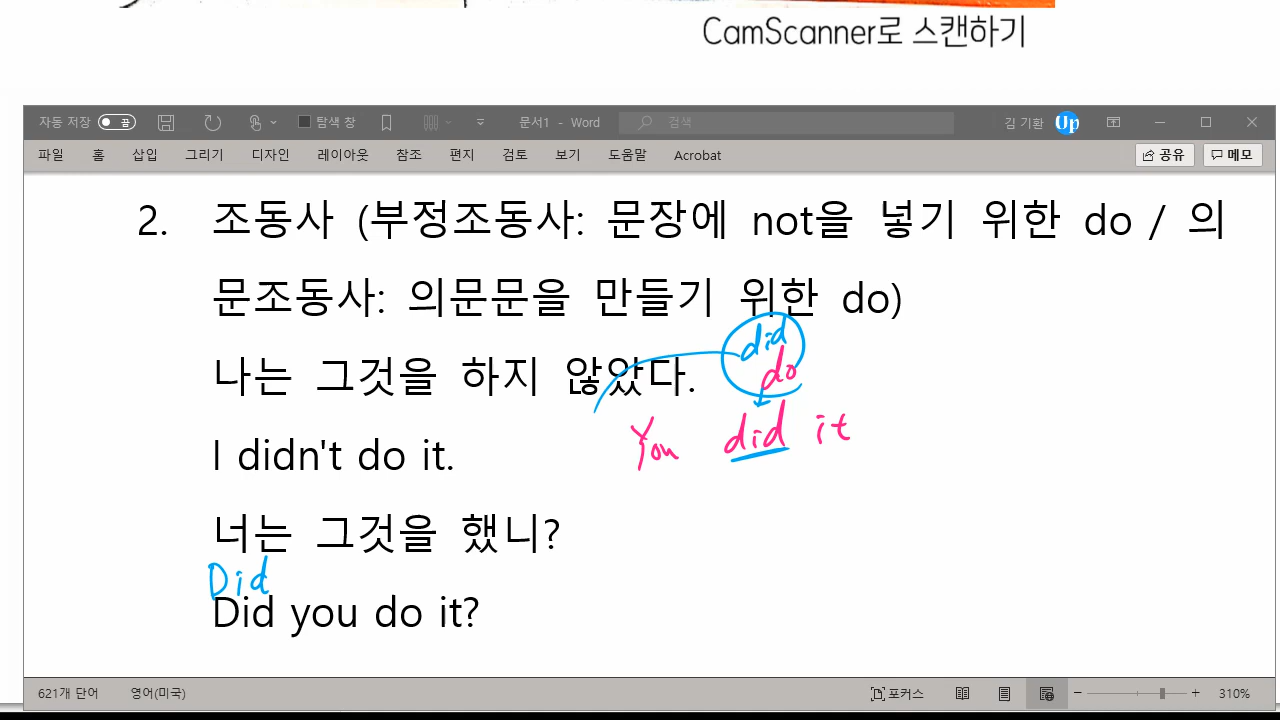 CamScanner로 스캔하기
자동 저장 끔 탐색 창 문서1 - Word 검색 김 기환 Up
파일 홈 삽입 그리기 디자인 레이아웃 참조 편지 검토 보기 도움말 Acrobat 공유 메모
2. 조동사 (부정조동사: 문장에 not을 넣기 위한 do / 의
문조동사: 의문문을 만들기 위한 do)
did
나는 그것을 하지 않았다. do
You did it
I didn't do it.
너는 그것을 했니?
Did
Did you do it?
621개 단어 영어(미국) 포커스 310%